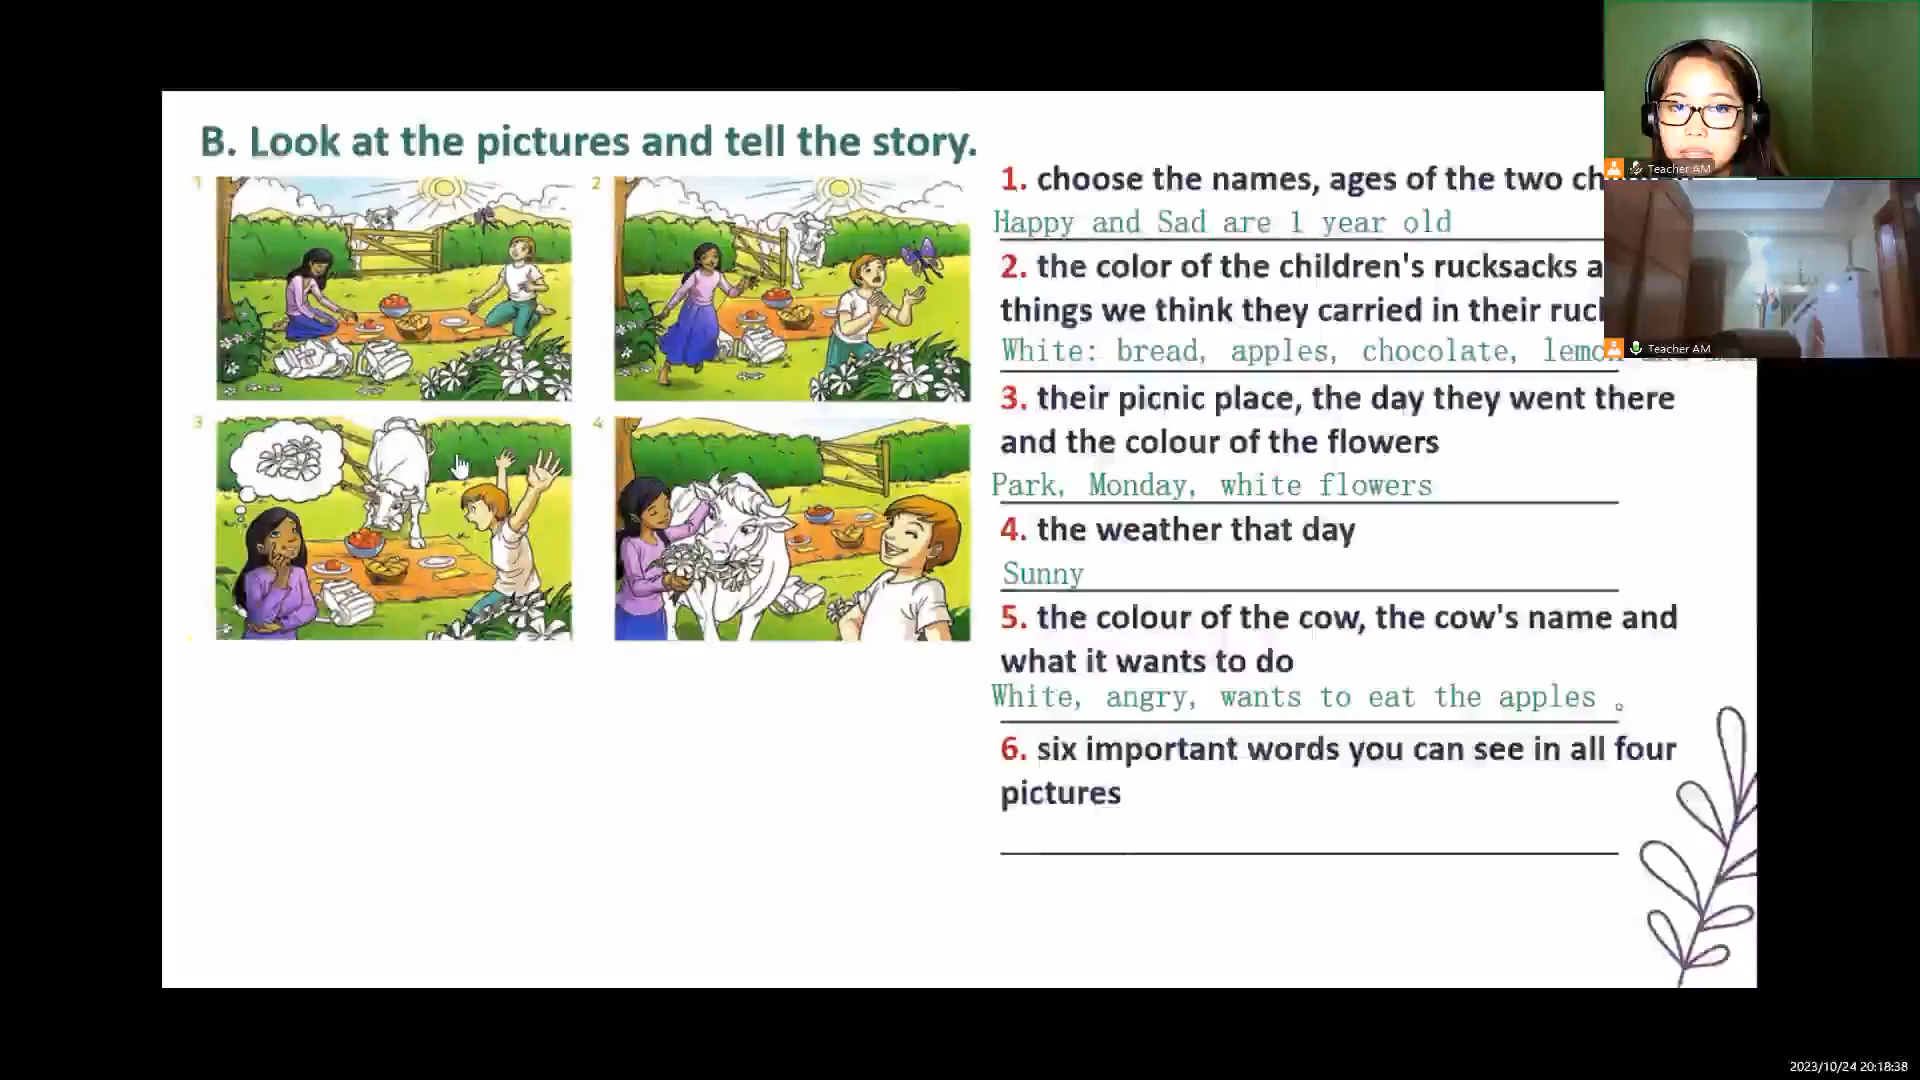 B. Look at the pictures and tell the story.
1
2
3
4
1. choose the names, ages of the two
Happy and Sad are 1 year old
2. the color of the children's rucksacks
things we think they carried in their
White: bread, apples, chocolate,
3. their picnic place, the day they went there
and the colour of the flowers
Park, Monday, white flowers
4. the weather that day
Sunny
5. the colour of the cow, the cow's name and
what it wants to do
White, angry, wants to eat the apples 。
6. six important words you can see in all four
pictures
Teacher AM
Teacher AM
2023/10/24 20:18:38